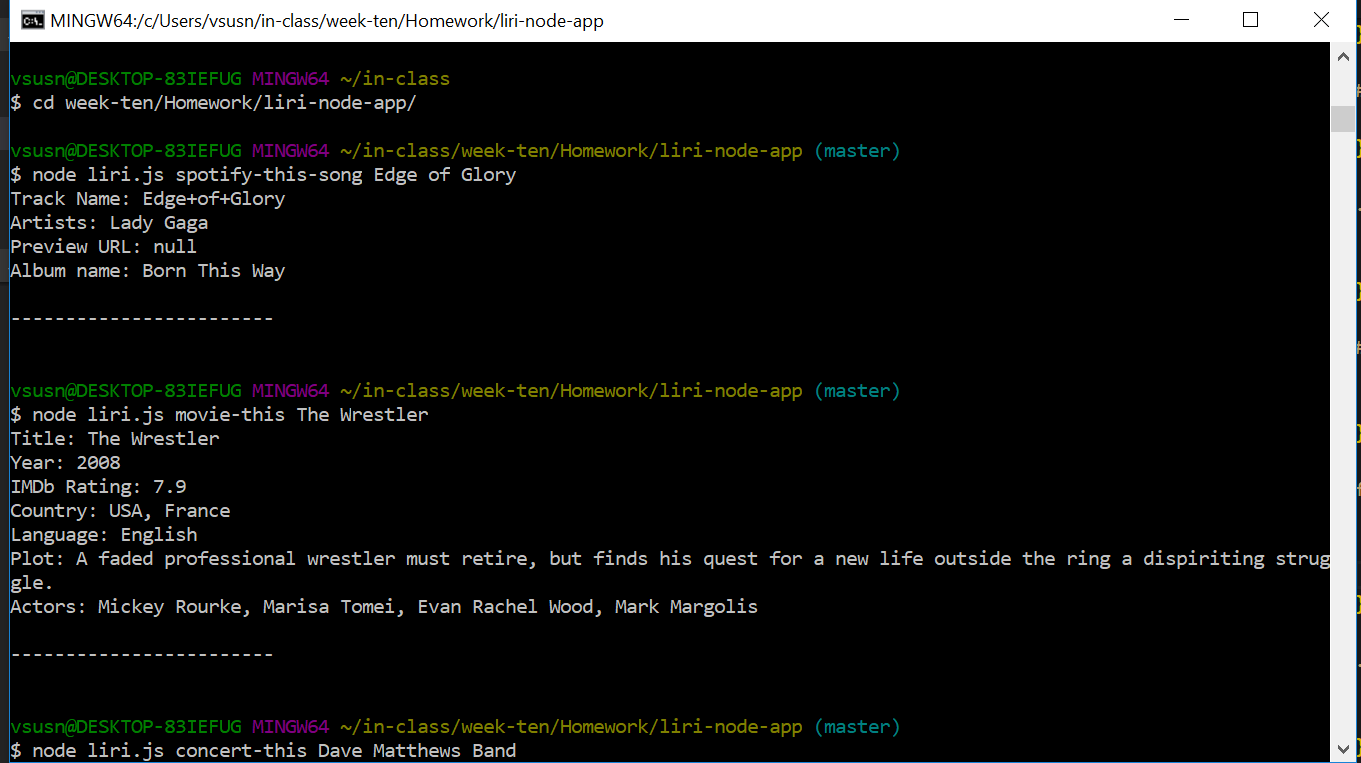 MINGW64:/c/Users/vsusn/in-class/week-ten/Homework/liri-node-app
vsusn@DESKTOP-83IEFUG MINGW64 ~/in-class
$ cd week-ten/Homework/liri-node-app/
vsusn@DESKTOP-83IEFUG MINGW64 ~/in-class/week-ten/Homework/liri-node-app (master)
$ node liri.js spotify-this-song Edge of Glory
Track Name: Edge+of+Glory
Artists: Lady Gaga
Preview URL: null
Album name: Born This Way
------------------------
vsusn@DESKTOP-83IEFUG MINGW64 ~/in-class/week-ten/Homework/liri-node-app (master)
$ node liri.js movie-this The Wrestler
Title: The Wrestler
Year: 2008
IMDb Rating: 7.9
Country: USA, France
Language: English
Plot: A faded professional wrestler must retire, but finds his quest for a new life outside the ring a dispiriting strug
gle.
Actors: Mickey Rourke, Marisa Tomei, Evan Rachel Wood, Mark Margolis
------------------------
vsusn@DESKTOP-83IEFUG MINGW64 ~/in-class/week-ten/Homework/liri-node-app (master)
$ node liri.js concert-this Dave Matthews Band